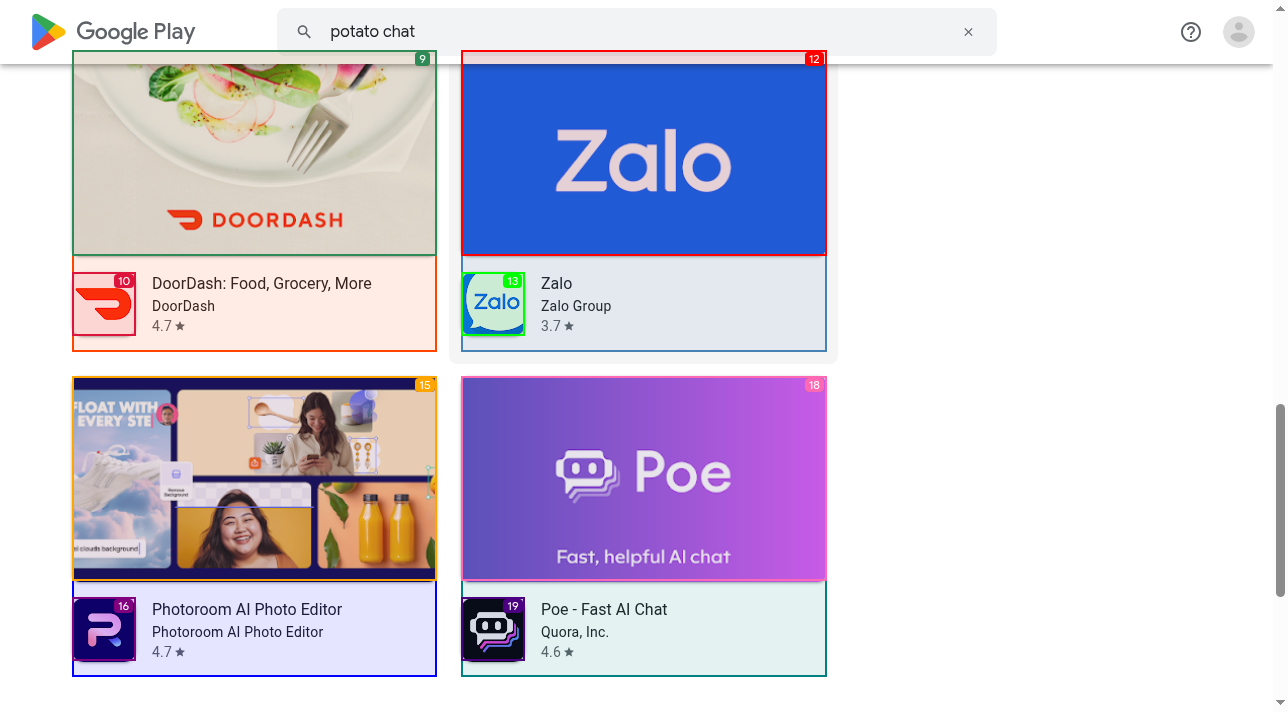 Google Play
potato chat
9
12
DOORDASH
Zalo
10
DoorDash: Food, Grocery, More
DoorDash
4.7
13
Zalo
Zalo
Zalo Group
3.7
15
FLOAT WITH
EVERY STE
Remove
Background
al clouds background
18
Poe
Fast, helpful AI chat
16
Photoroom AI Photo Editor
Photoroom AI Photo Editor
4.7
19
Poe - Fast AI Chat
Quora, Inc.
4.6